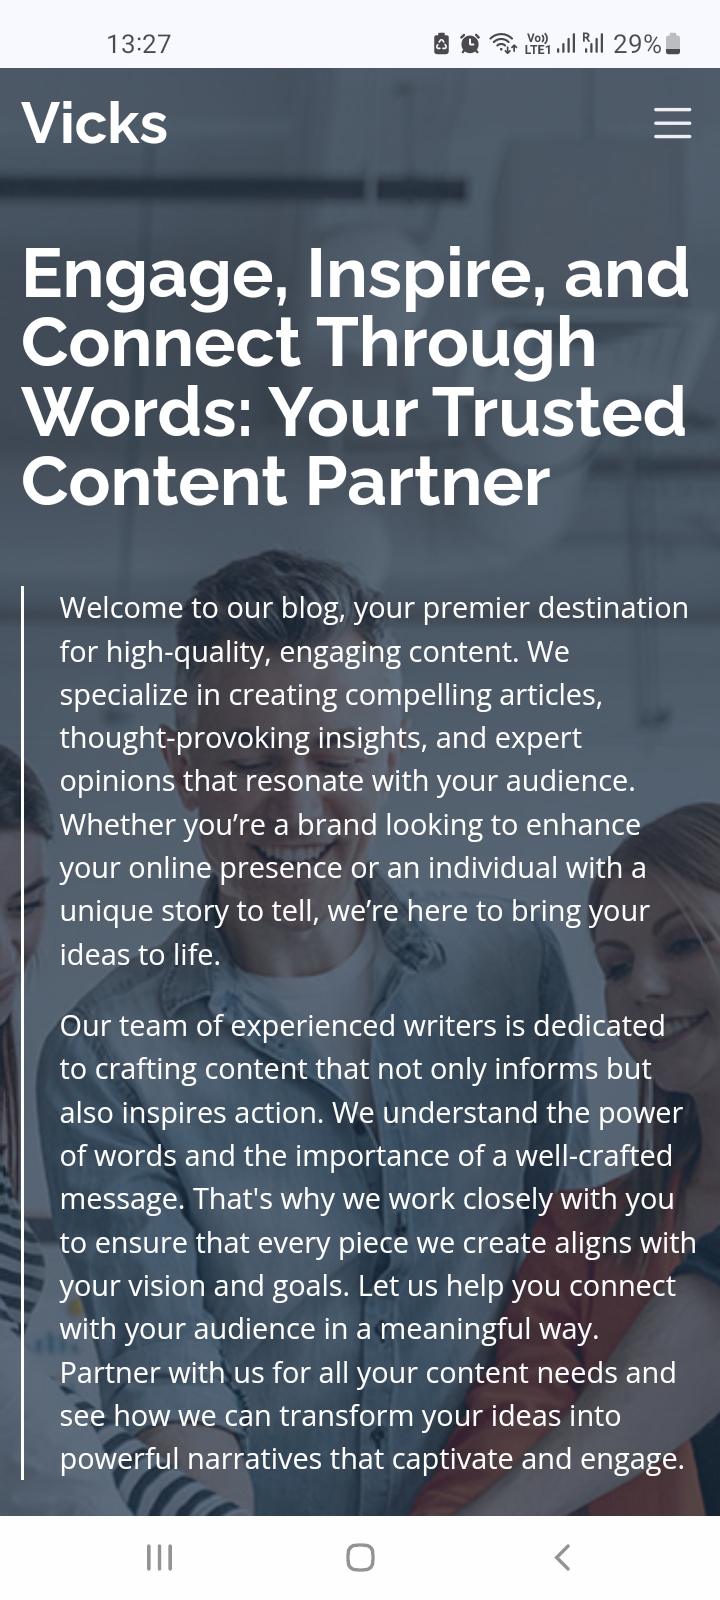 13:27
Vo)) LTE1 R 29%
Vicks
Engage, Inspire, and
Connect Through
Words: Your Trusted
Content Partner
Welcome to our blog, your premier destination
for high-quality, engaging content. We
specialize in creating compelling articles,
thought-provoking insights, and expert
opinions that resonate with your audience.
Whether you’re a brand looking to enhance
your online presence or an individual with a
unique story to tell, we’re here to bring your
ideas to life.
Our team of experienced writers is dedicated
to crafting content that not only informs but
also inspires action. We understand the power
of words and the importance of a well-crafted
message. That's why we work closely with you
to ensure that every piece we create aligns with
your vision and goals. Let us help you connect
with your audience in a meaningful way.
Partner with us for all your content needs and
see how we can transform your ideas into
powerful narratives that captivate and engage.